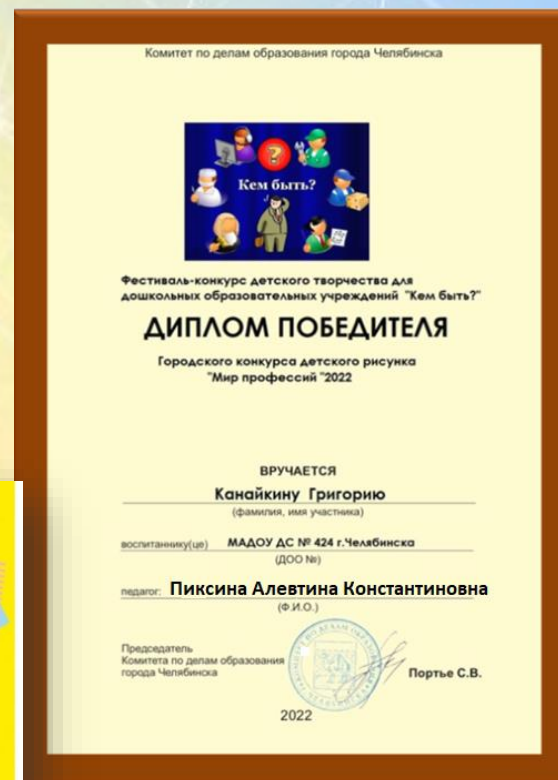 Комитет по делам образования города Челябинска
Кем быть?
Фестиваль-конкурс детского творчества для
дошкольных образовательных учреждений "Кем быть?"
ДИПЛОМ ПОБЕДИТЕЛЯ
Городского конкурса детского рисунка
"Мир профессий "2022
ВРУЧАЕТСЯ
Канайкину Григорию
(фамилия, имя участника)
воспитаннику(це) МАДОУ ДС № 424 г.Челябинска
(ДОО №)
педагог: Пиксина Алевтина Константиновна
(Ф.И.О.)
Председатель
Комитета по делам образования
города Челябинска
Портье С.В.
2022